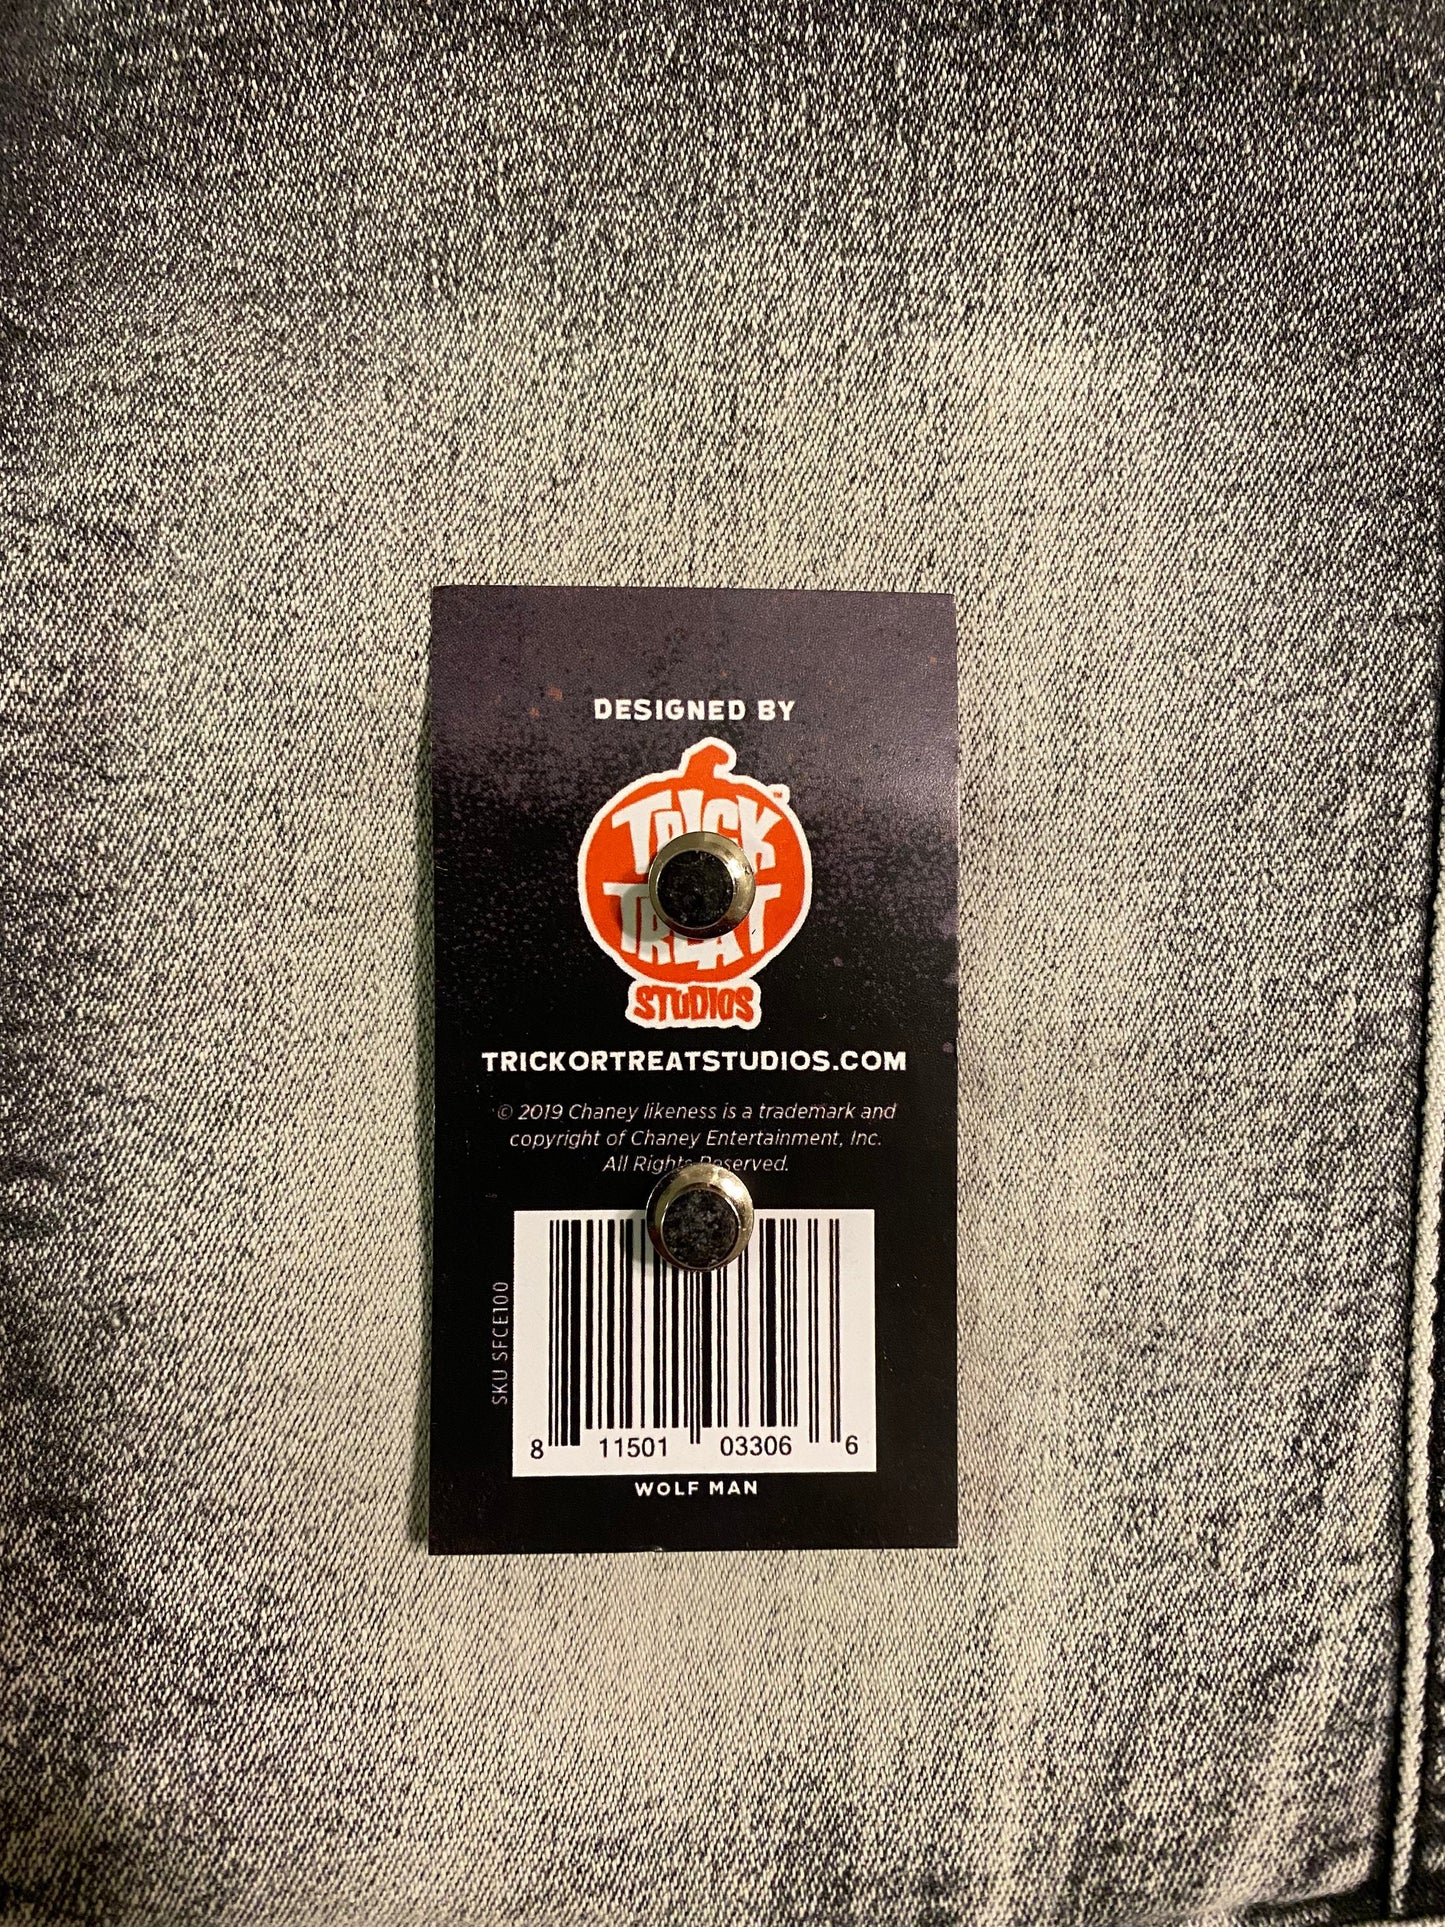 DESIGNED BY
TRICK
TREAT
STUDIOS
TRICKORTREATSTUDIOS.COM
© 2019 Chaney likeness is a trademark and
copyright of Chaney Entertainment, Inc.
All Rights Reserved.
SKU SFCE100
8 11501 03306 6
WOLF MAN